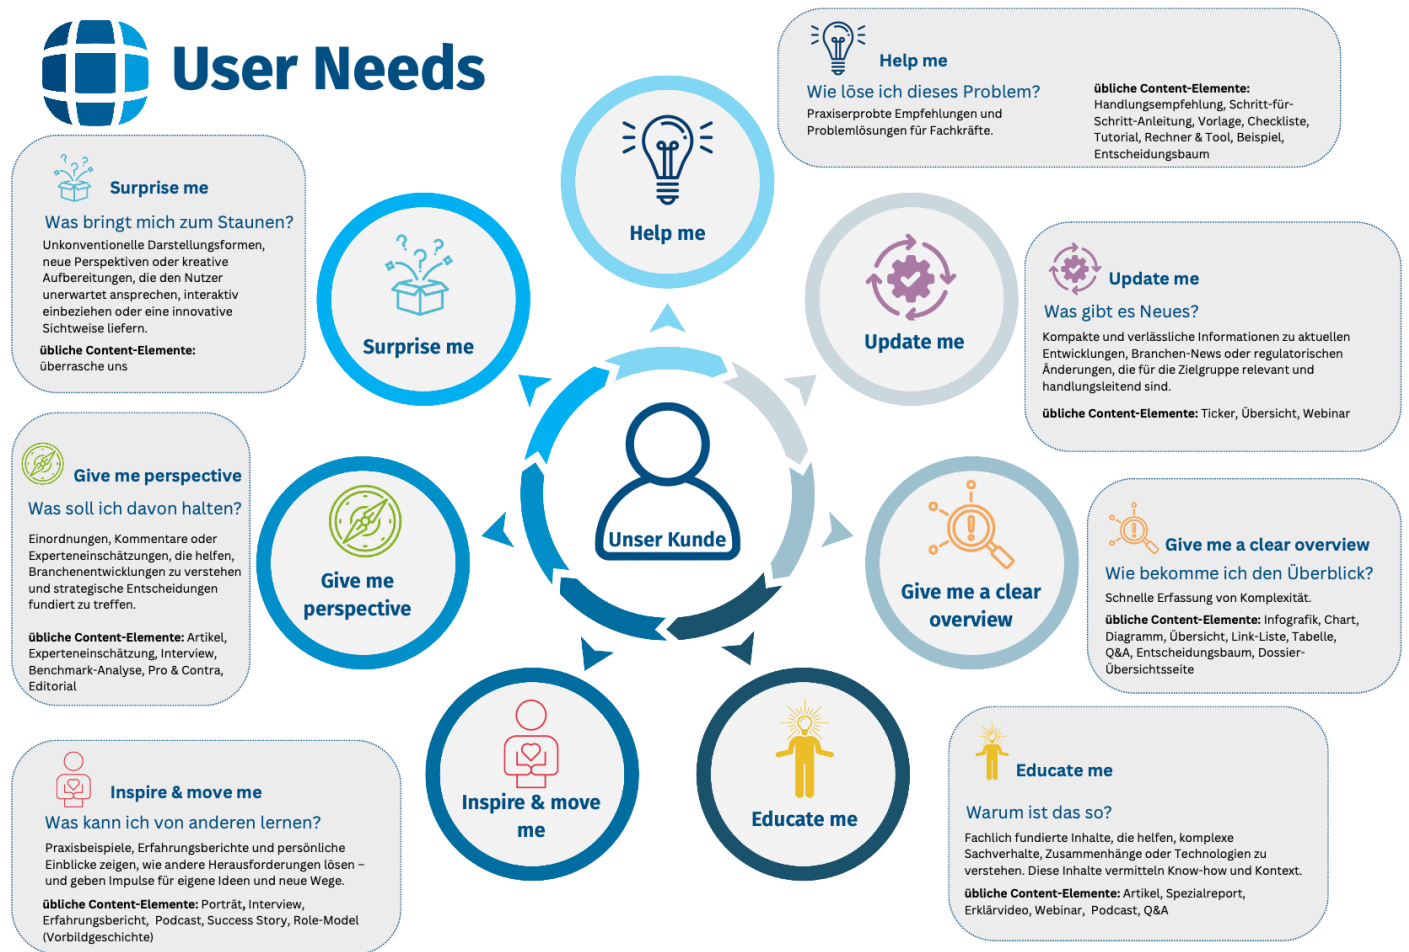 User Needs
Help me
Wie löse ich dieses Problem?
Praxiserprobte Empfehlungen und
Problemlösungen für Fachkräfte.
übliche Content-Elemente:
Handlungsempfehlung, Schritt-für-
Schritt-Anleitung, Vorlage, Checkliste,
Tutorial, Rechner & Tool, Beispiel,
Entscheidungsbaum
Surprise me
Was bringt mich zum Staunen?
Unkonventionelle Darstellungsformen,
neue Perspektiven oder kreative
Aufbereitungen, die den Nutzer
unerwartet ansprechen, interaktiv
einbeziehen oder eine innovative
Sichtweise liefern.
übliche Content-Elemente:
überrasche uns
Help me
Surprise me
Update me
Update me
Was gibt es Neues?
Kompakte und verlässliche Informationen zu aktuellen
Entwicklungen, Branchen-News oder regulatorischen
Änderungen, die für die Zielgruppe relevant und
handlungsleitend sind.
übliche Content-Elemente: Ticker, Übersicht, Webinar
Give me perspective
Was soll ich davon halten?
Einordnungen, Kommentare oder
Experteneinschätzungen, die helfen,
Branchenentwicklungen zu verstehen
und strategische Entscheidungen
fundiert zu treffen.
übliche Content-Elemente: Artikel,
Experteneinschätzung, Interview,
Benchmark-Analyse, Pro & Contra,
Editorial
Give me
perspective
Unser Kunde
Give me a clear
overview
Give me a clear overview
Wie bekomme ich den Überblick?
Schnelle Erfassung von Komplexität.
übliche Content-Elemente: Infografik, Chart,
Diagramm, Übersicht, Link-Liste, Tabelle,
Q&A, Entscheidungsbaum, Dossier-
Übersichtsseite
Inspire & move me
Was kann ich von anderen lernen?
Praxisbeispiele, Erfahrungsberichte und persönliche
Einblicke zeigen, wie andere Herausforderungen lösen –
und geben Impulse für eigene Ideen und neue Wege.
übliche Content-Elemente: Porträt, Interview,
Erfahrungsbericht, Podcast, Success Story, Role-Model
(Vorbildgeschichte)
Inspire & move
me
Educate me
Educate me
Warum ist das so?
Fachlich fundierte Inhalte, die helfen, komplexe
Sachverhalte, Zusammenhänge oder Technologien zu
verstehen. Diese Inhalte vermitteln Know-how und Kontext.
übliche Content-Elemente: Artikel, Spezialreport,
Erklärvideo, Webinar, Podcast, Q&A